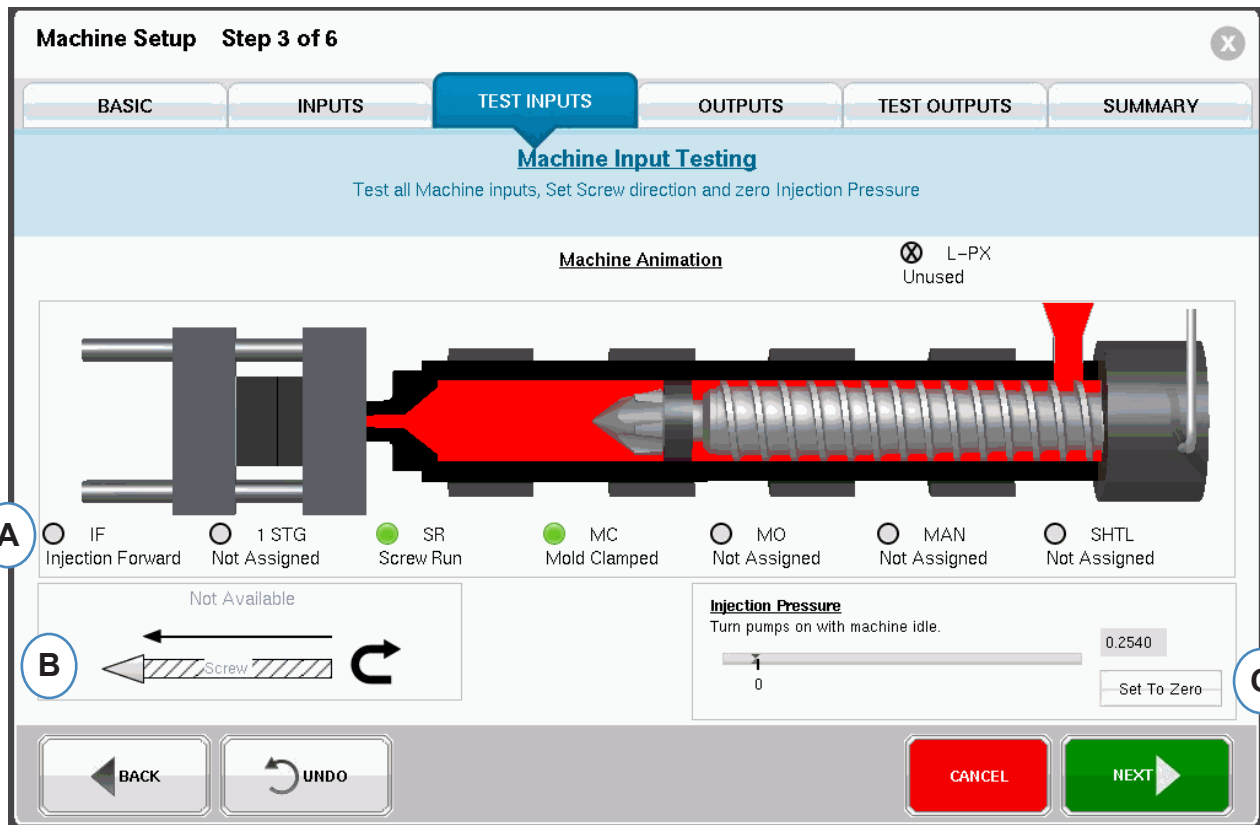 Machine Setup Step 3 of 6
X
BASIC INPUTS TEST INPUTS OUTPUTS TEST OUTPUTS SUMMARY
Machine Input Testing
Test all Machine inputs, Set Screw direction and zero Injection Pressure
Machine Animation
L-PX
Unused
A
IF 1 STG SR MC MO MAN SHTL
Injection Forward Not Assigned Screw Run Mold Clamped Not Assigned Not Assigned Not Assigned
Not Available
B
Screw
Injection Pressure
Turn pumps on with machine idle.
0.2540
0
Set To Zero
BACK UNDO CANCEL NEXT